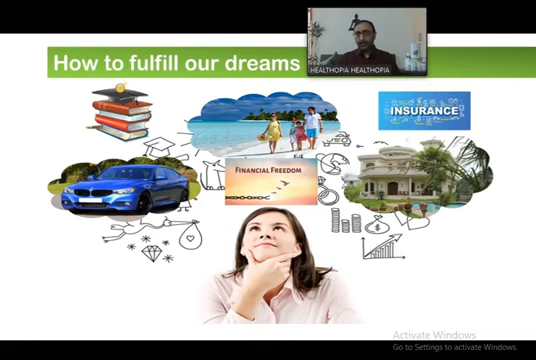 How to fulfill our dreams
HEALTHOPIA HEALTHOPIA
INSURANCE
FINANCIAL FREEDOM
Activate Windows
Go to Settings to activate Windows.